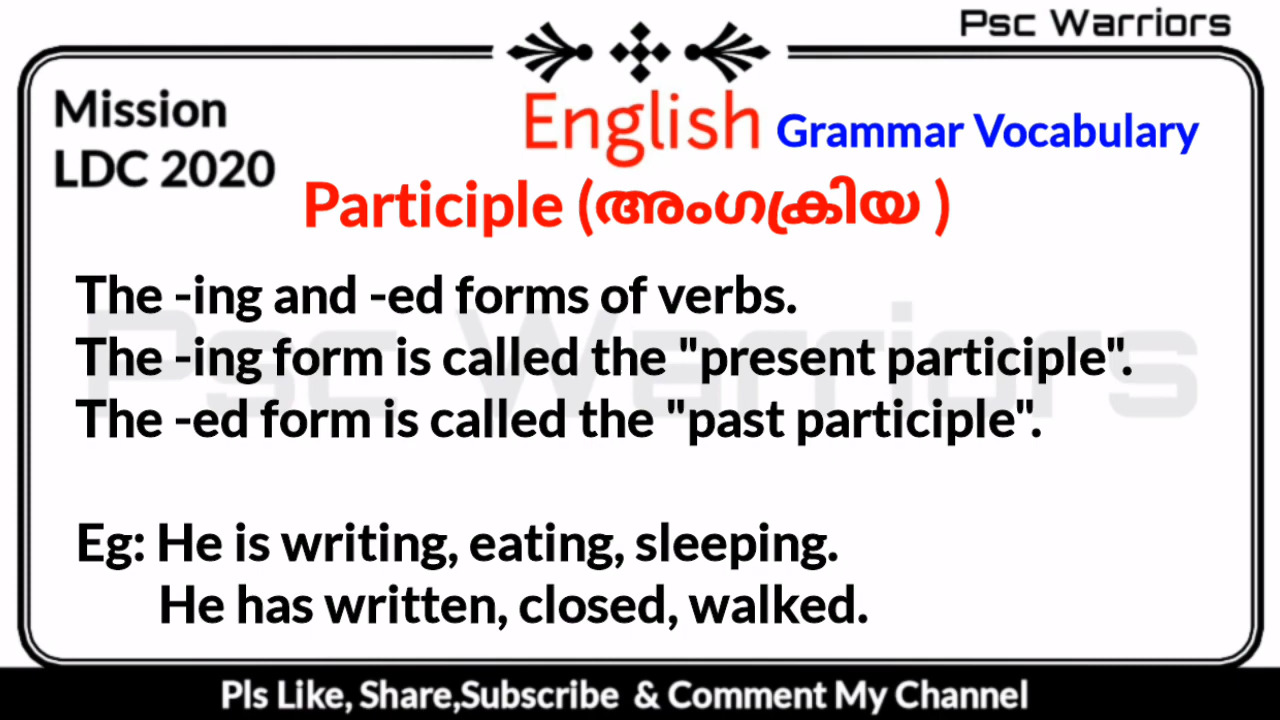 Psc Warriors
Mission
LDC 2020
English Grammar Vocabulary
Participle (അംഗക്രിയ )
The -ing and -ed forms of verbs.
The -ing form is called the "present participle".
The -ed form is called the "past participle".
Psc Warriors
Eg: He is writing, eating, sleeping.
He has written, closed, walked.
Pls Like, Share,Subscribe & Comment My Channel